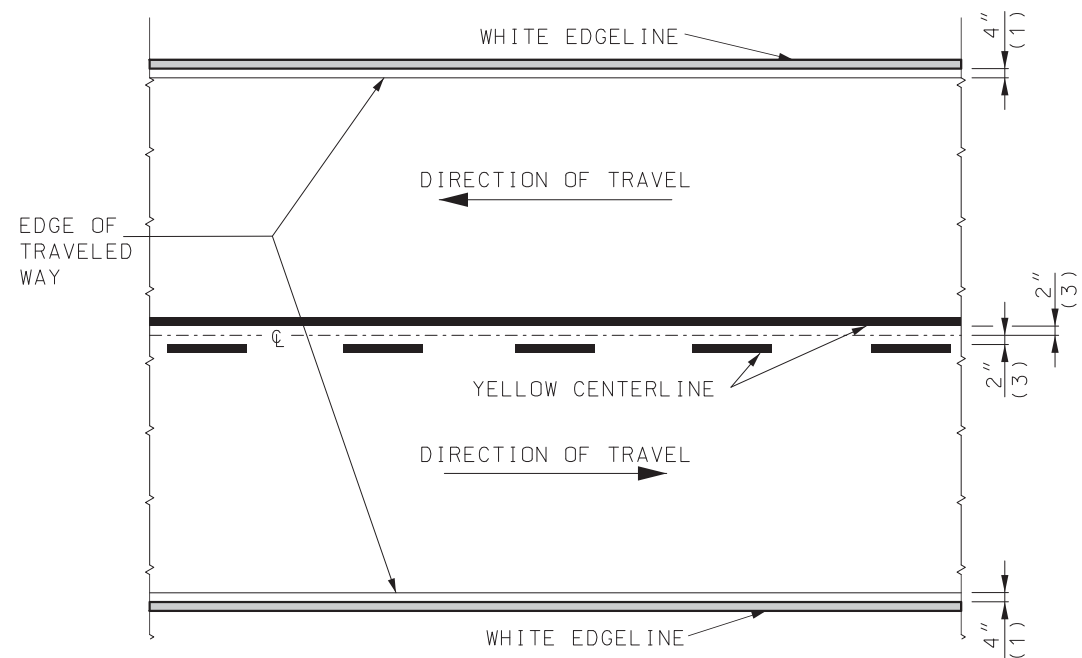 WHITE EDGELINE
4"
(1)
DIRECTION OF TRAVEL
EDGE OF
TRAVELED
WAY
2"
(3)
℄
2"
(3)
YELLOW CENTERLINE
DIRECTION OF TRAVEL
WHITE EDGELINE
4"
(1)